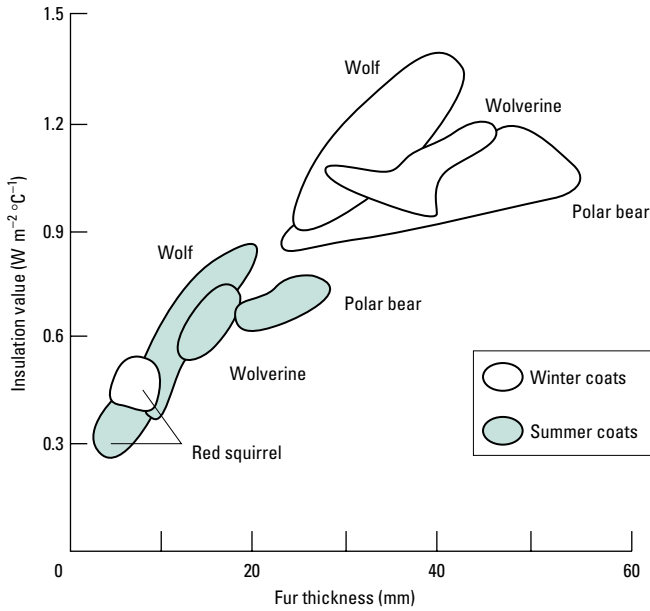 1.5
1.2
0.9
0.6
0.3
0
20
40
60
Insulation value (W m−2 °C−1)
Fur thickness (mm)
Wolf
Wolverine
Polar bear
Wolf
Polar bear
Wolverine
Red squirrel
Winter coats
Summer coats